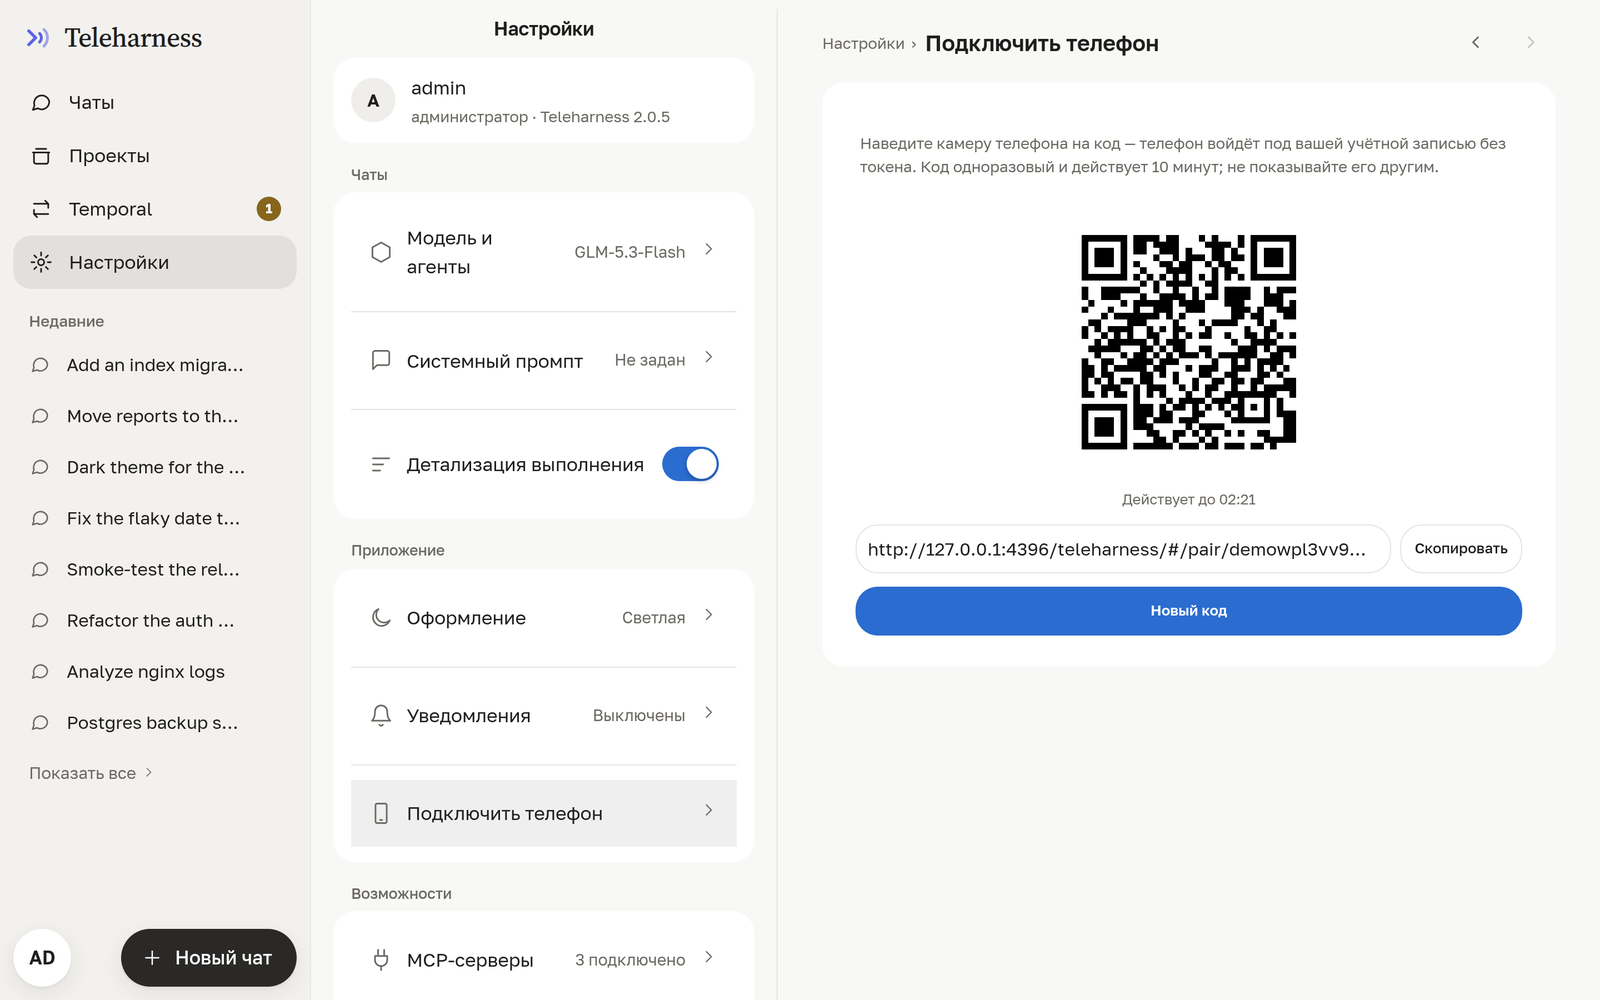 Teleharness
Чаты
Проекты
Temporal
1
Настройки
Недавние
Add an index migra...
Move reports to th...
Dark theme for the ...
Fix the flaky date t...
Smoke-test the rel...
Refactor the auth ...
Analyze nginx logs
Postgres backup s...
Показать все
AD
Новый чат
Настройки
A
admin
администратор · Teleharness 2.0.5
Чаты
Модель и
агенты
GLM-5.3-Flash
Системный промпт
Не задан
Детализация выполнения
Приложение
Оформление
Светлая
Уведомления
Выключены
Подключить телефон
Возможности
MCP-серверы
3 подключено
Настройки › Подключить телефон
Наведите камеру телефона на код — телефон войдёт под вашей учётной записью без
токена. Код одноразовый и действует 10 минут; не показывайте его другим.
Действует до 02:21
http://127.0.0.1:4396/teleharness/#/pair/demowpl3vv9...
Скопировать
Новый код